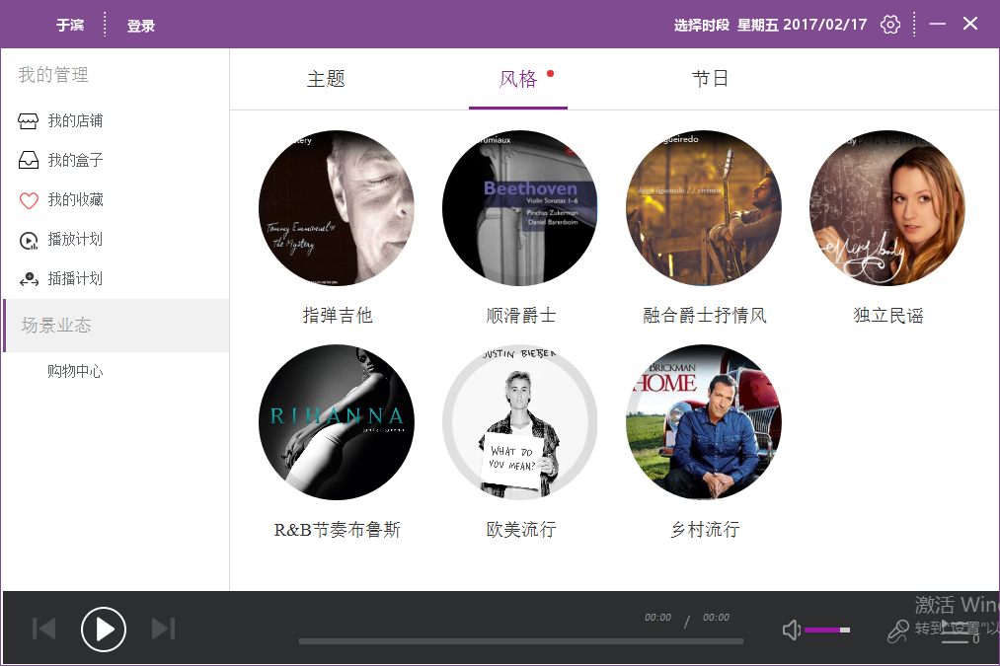 于滨
登录
选择时段 星期五 2017/02/17
我的管理
我的店铺
我的盒子
我的收藏
播放计划
插播计划
场景业态
购物中心
主题
风格
节日
Tommy Emmanuel
The Mystery
指弹吉他
Beethoven
Violin Sonatas 1-6
Pinchas Zukerman
Daniel Barenboim
顺滑爵士
gueiredo
diego figueiredo // vivência
融合爵士抒情风
everybody
独立民谣
RIHANNA
R&B节奏布鲁斯
JUSTIN BIEBER
WHAT DO
YOU MEAN?
欧美流行
BRICKMAN
HOME
乡村流行
00:00 / 00:00
激活 Win
转到"设置"以
0